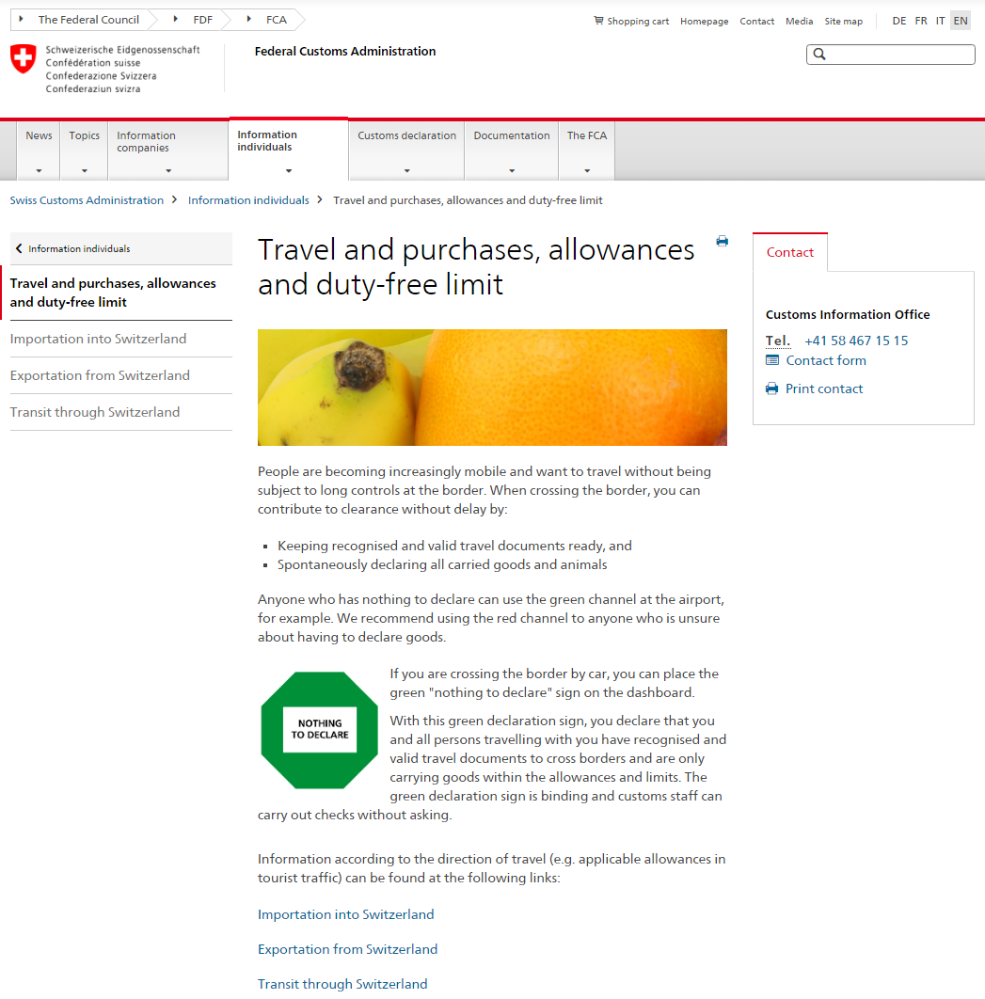 The Federal Council
FDF
FCA
Shopping cart
Homepage
Contact
Media
Site map
DE
FR
IT
EN
Schweizerische Eidgenossenschaft
Confédération suisse
Confederazione Svizzera
Confederaziun svizra
Federal Customs Administration
News
Topics
Information
companies
Information
individuals
Customs declaration
Documentation
The FCA
Swiss Customs Administration
Information individuals
Travel and purchases, allowances and duty-free limit
Information individuals
Travel and purchases, allowances
and duty-free limit
Importation into Switzerland
Exportation from Switzerland
Transit through Switzerland
Travel and purchases, allowances
and duty-free limit
People are becoming increasingly mobile and want to travel without being
subject to long controls at the border. When crossing the border, you can
contribute to clearance without delay by:
Keeping recognised and valid travel documents ready, and
Spontaneously declaring all carried goods and animals
Anyone who has nothing to declare can use the green channel at the airport,
for example. We recommend using the red channel to anyone who is unsure
about having to declare goods.
NOTHING
TO DECLARE
If you are crossing the border by car, you can place the
green "nothing to declare" sign on the dashboard.
With this green declaration sign, you declare that you
and all persons travelling with you have recognised and
valid travel documents to cross borders and are only
carrying goods within the allowances and limits. The
green declaration sign is binding and customs staff can
carry out checks without asking.
Information according to the direction of travel (e.g. applicable allowances in
tourist traffic) can be found at the following links:
Importation into Switzerland
Exportation from Switzerland
Transit through Switzerland
Contact
Customs Information Office
Tel. +41 58 467 15 15
Contact form
Print contact